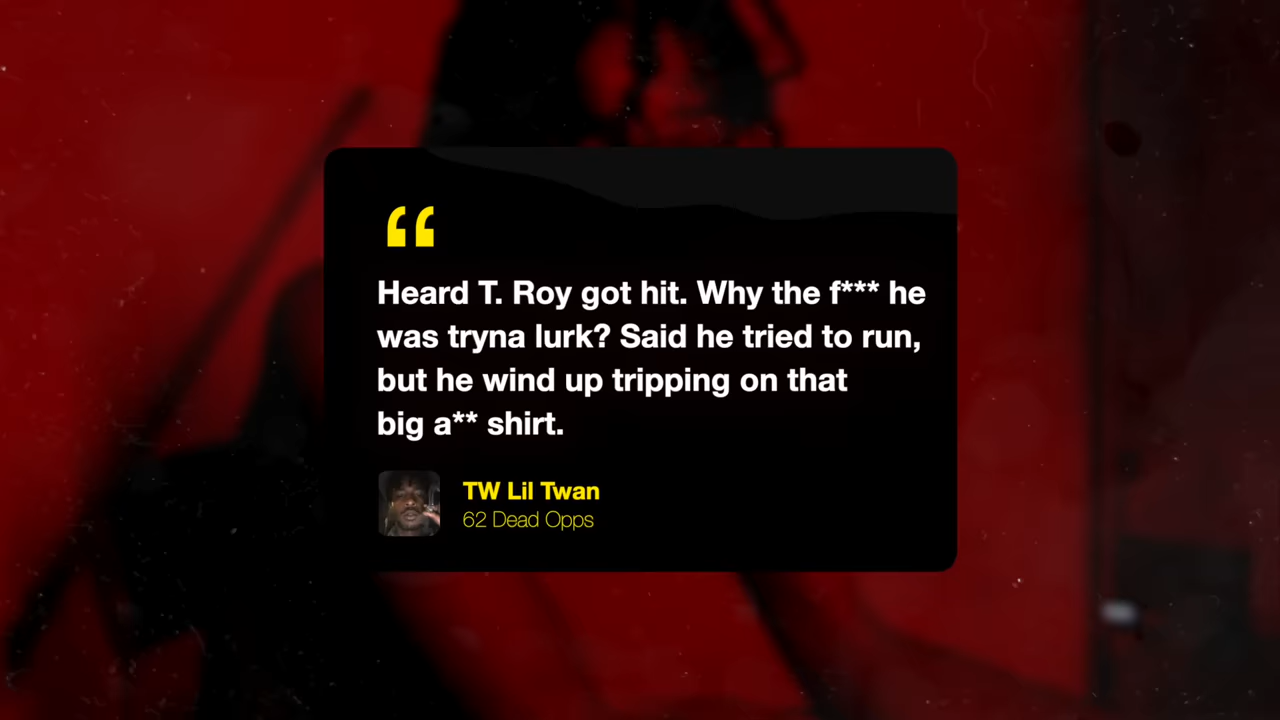 “
Heard T. Roy got hit. Why the f*** he
was tryna lurk? Said he tried to run,
but he wind up tripping on that
big a** shirt.
TW Lil Twan
62 Dead Opps